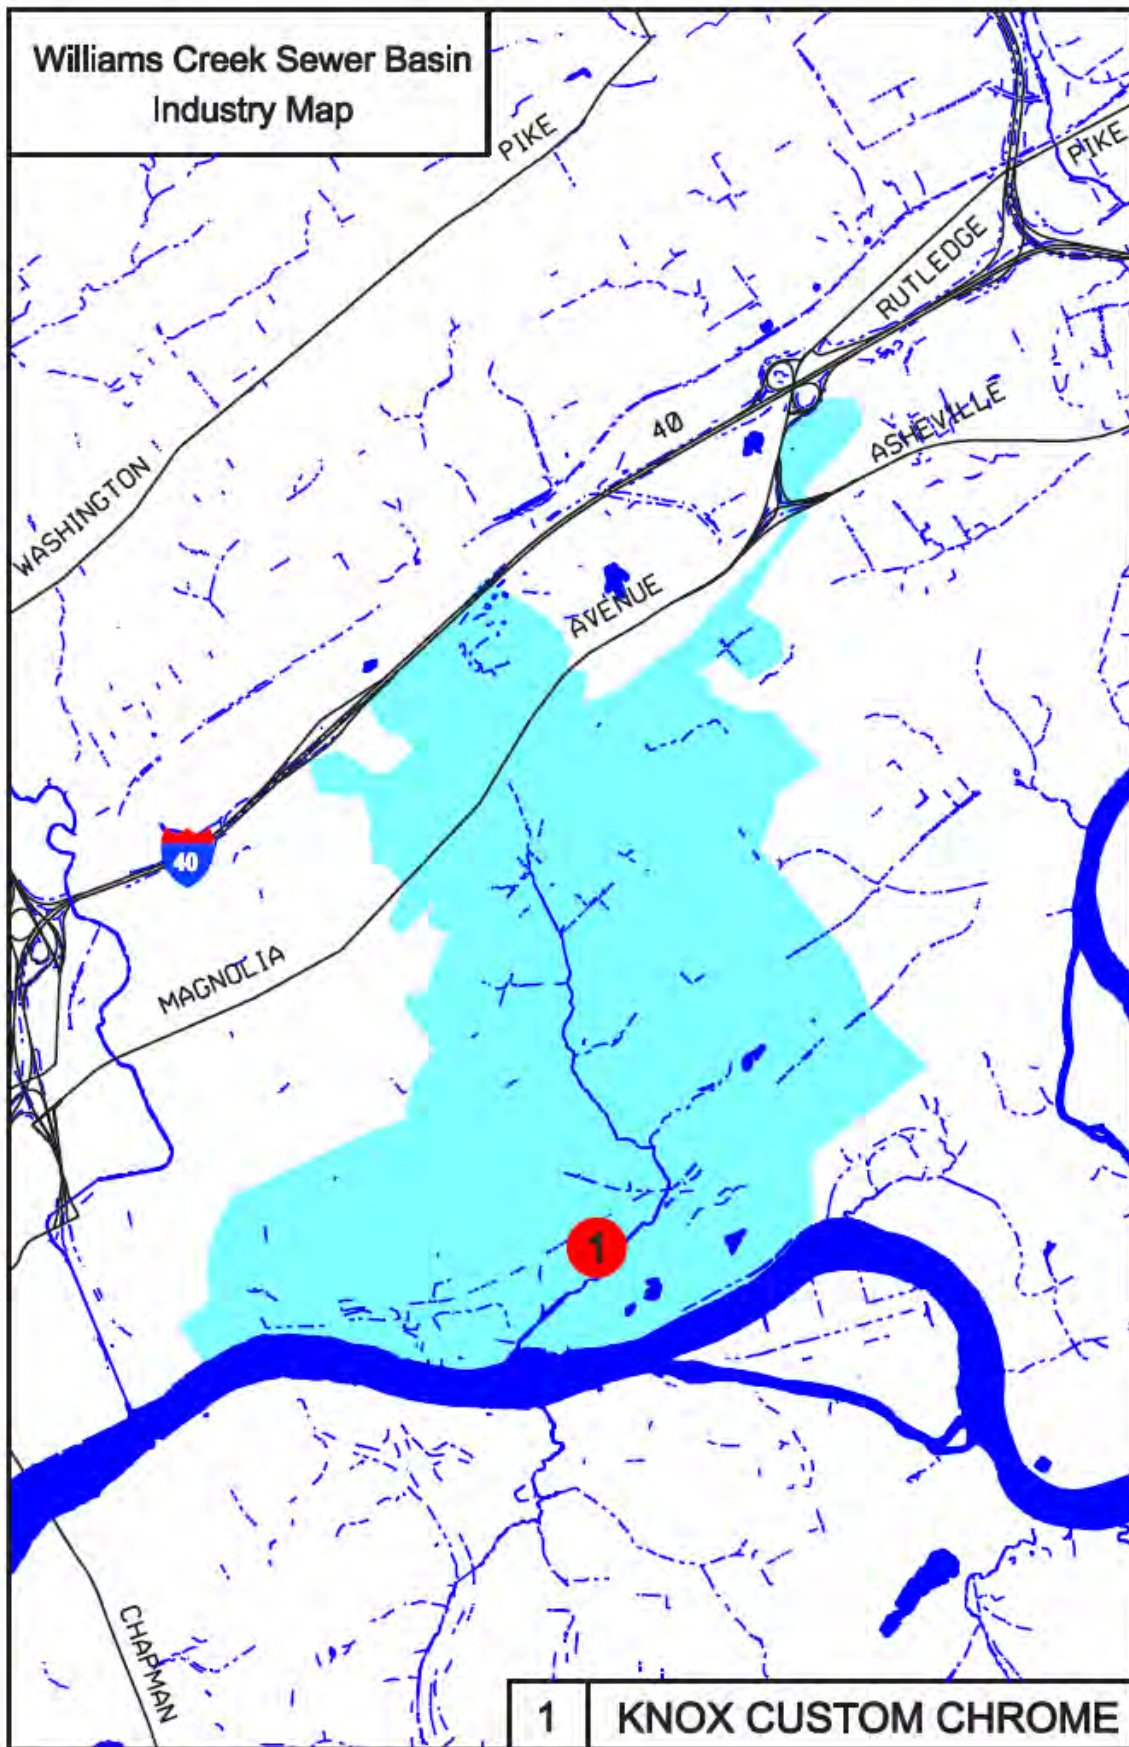 Williams Creek Sewer Basin
Industry Map
PIKE
PIKE
RUTLEDGE
40
ASHEVILLE
WASHINGTON
AVENUE
40
MAGNOLIA
1
CHAPMAN
1 KNOX CUSTOM CHROME